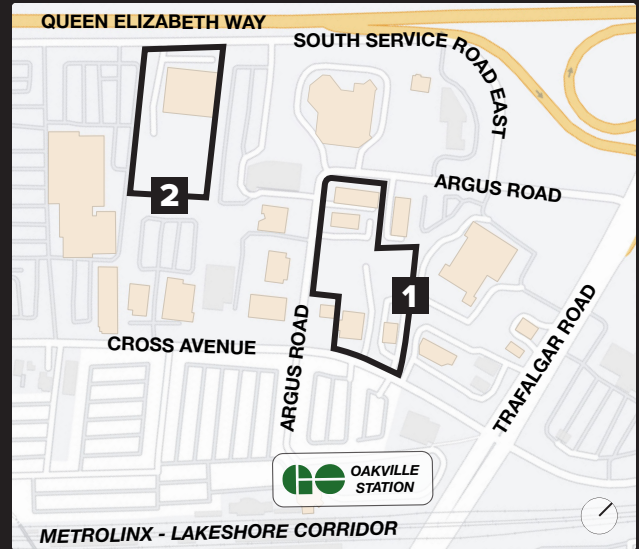 QUEEN ELIZABETH WAY
SOUTH SERVICE ROAD EAST
2
ARGUS ROAD
1
CROSS AVENUE
ARGUS ROAD
TRAFALGAR ROAD
GO OAKVILLE
STATION
METROLINX - LAKESHORE CORRIDOR